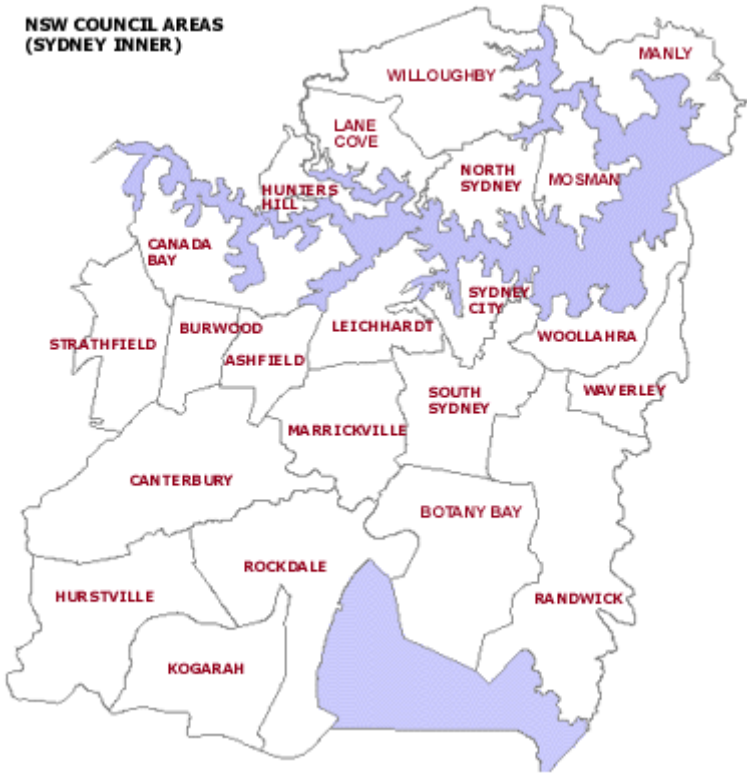 NSW COUNCIL AREAS
(SYDNEY INNER)
MANLY
WILLOUGHBY
LANE
COVE
NORTH
SYDNEY
MOSMAN
HUNTERS
HILL
CANADA
BAY
SYDNEY
CITY
STRATHFIELD
BURWOOD
LEICHHARDT
WOOLLAHRA
ASHFIELD
WAVERLEY
SOUTH
SYDNEY
MARRICKVILLE
CANTERBURY
BOTANY BAY
ROCKDALE
HURSTVILLE
RANDWICK
KOGARAH